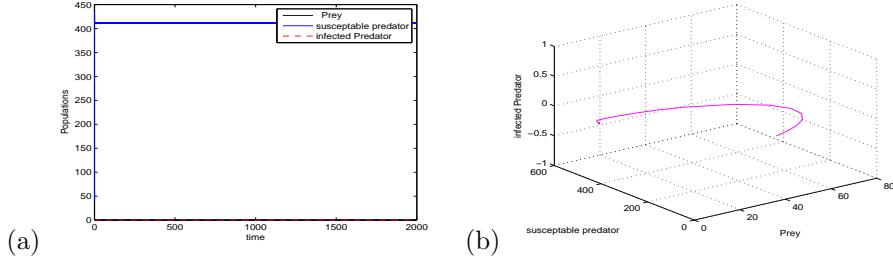 450
400
350
300
250
200
150
100
50
0
Populations
0 500 1000 1500 2000
time
Prey
susceptable predator
infected Predator
(a)
1
0.5
0
−0.5
−1
infected Predator
600
400
200
0
susceptable predator
0 20 40 60 80
Prey
(b)